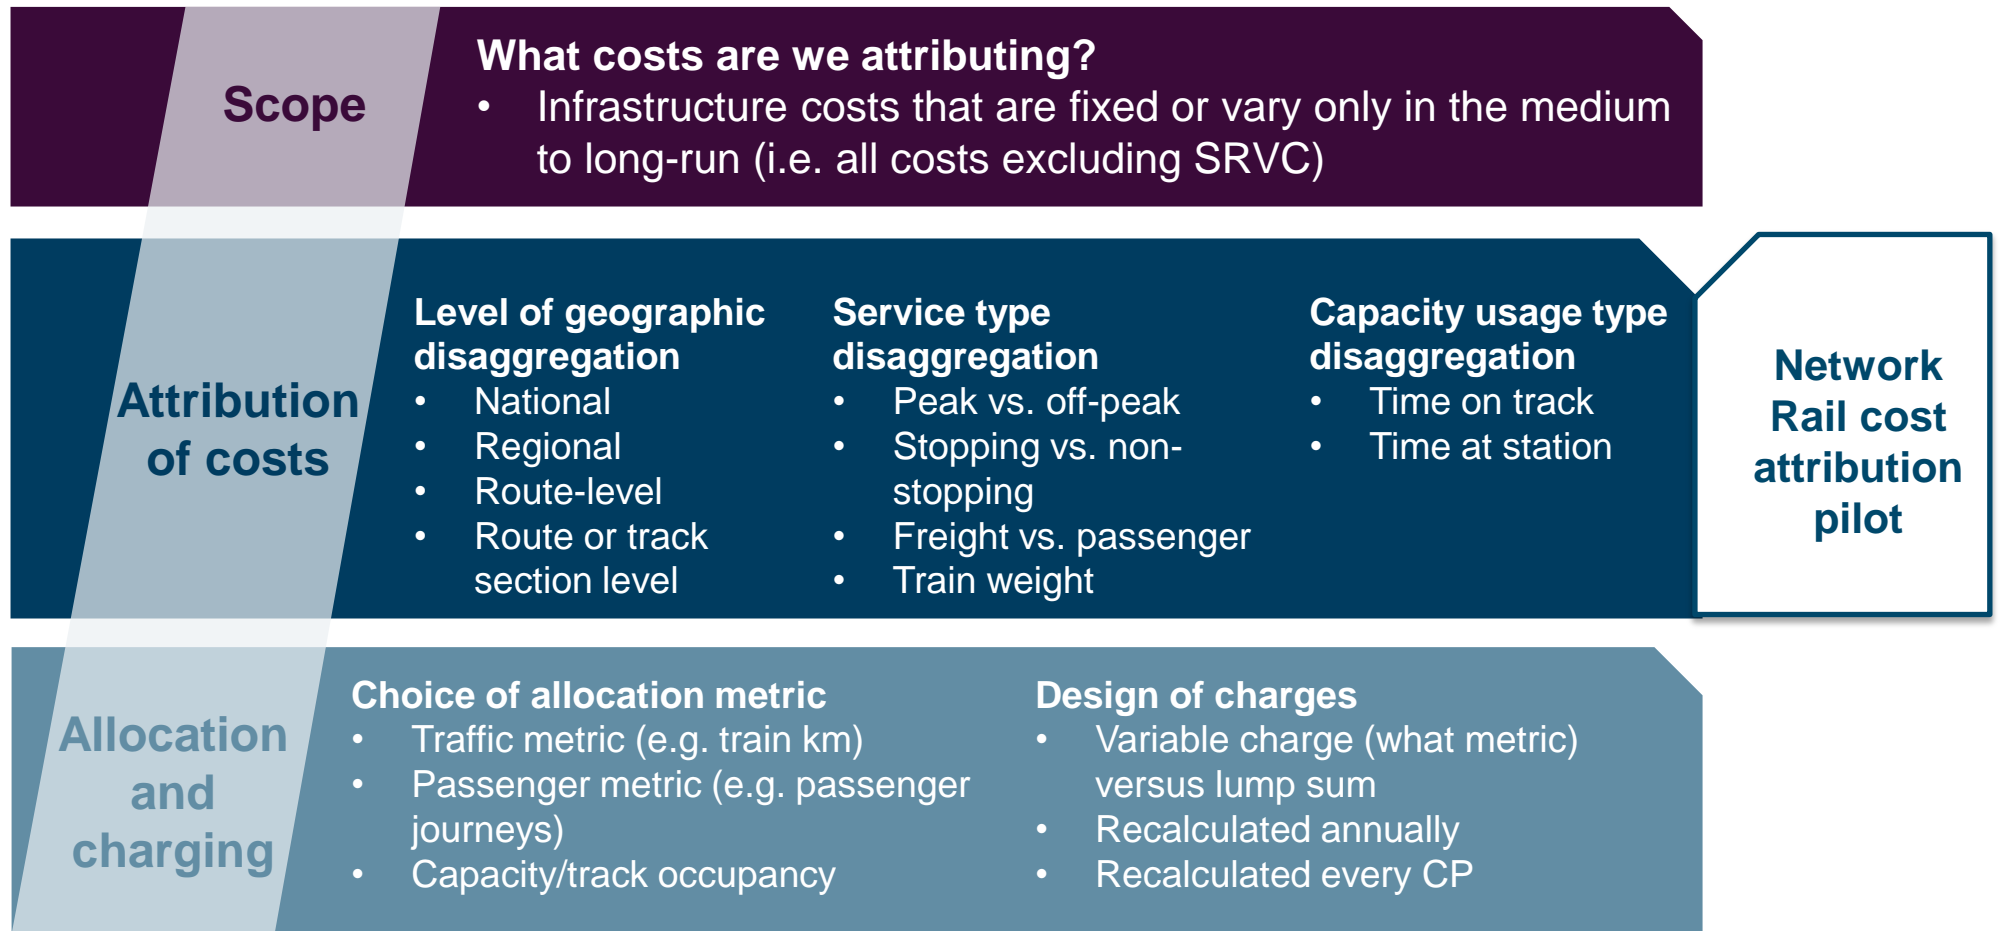 Scope
What costs are we attributing?
• Infrastructure costs that are fixed or vary only in the medium
to long-run (i.e. all costs excluding SRVC)
Attribution
of costs
Level of geographic
disaggregation
• National
• Regional
• Route-level
• Route or track
section level
Service type
disaggregation
• Peak vs. off-peak
• Stopping vs. non-
stopping
• Freight vs. passenger
• Train weight
Capacity usage type
disaggregation
• Time on track
• Time at station
Network
Rail cost
attribution
pilot
Allocation
and
charging
Choice of allocation metric
• Traffic metric (e.g. train km)
• Passenger metric (e.g. passenger
journeys)
• Capacity/track occupancy
Design of charges
• Variable charge (what metric)
versus lump sum
• Recalculated annually
• Recalculated every CP